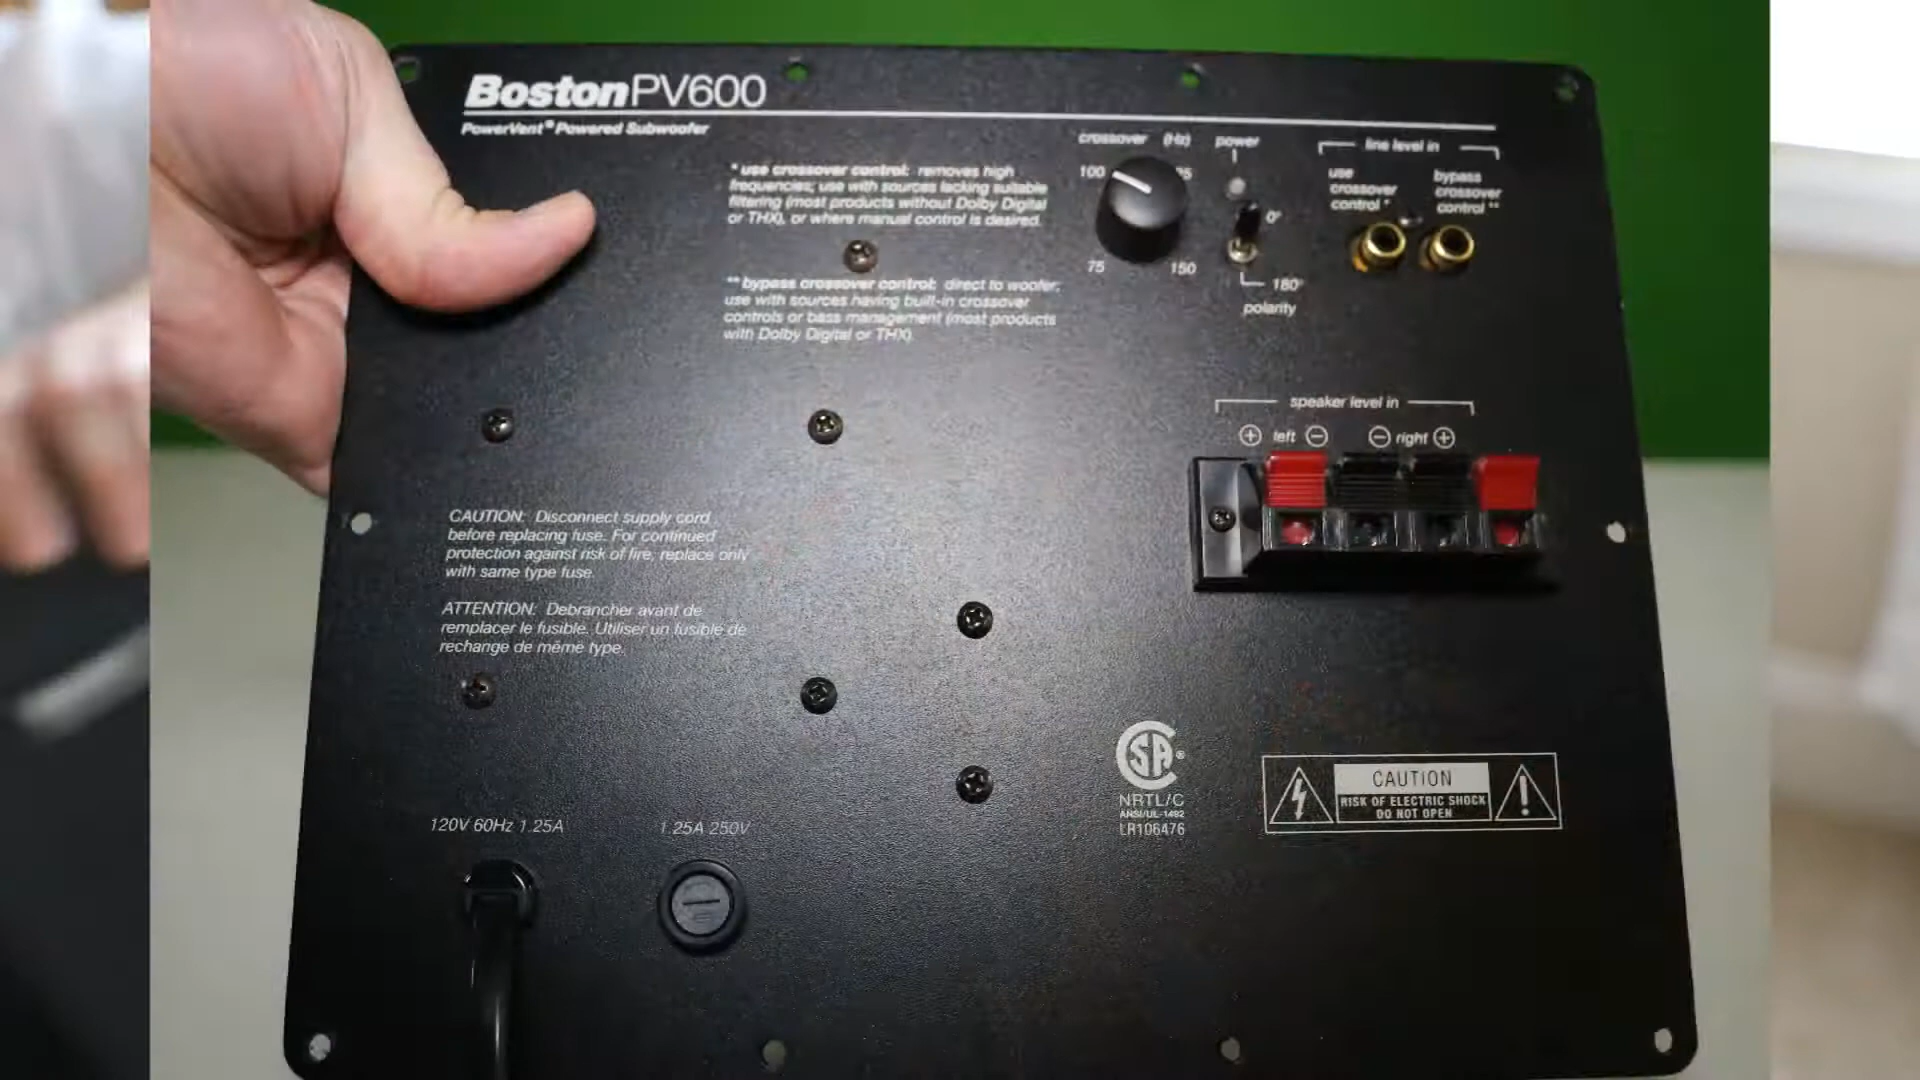 BostonPV600
PowerVent® Powered Subwoofer
* use crossover control: removes high
frequencies; use with sources lacking suitable
filtering (most products without Dolby Digital
or THX), or where manual control is desired.
** bypass crossover control: direct to woofer;
use with sources having built-in crossover
controls or bass management (most products
with Dolby Digital or THX).
crossover (Hz)
100
75
150
power
0°
180°
polarity
line level in
use
crossover
control *
bypass
crossover
control **
speaker level in
+ left − − right +
CAUTION: Disconnect supply cord
before replacing fuse. For continued
protection against risk of fire, replace only
with same type fuse.
ATTENTION: Debrancher avant de
remplacer le fusible. Utiliser un fusible de
rechange de même type.
120V 60Hz 1.25A
1.25A 250V
SA®
NRTL/C
ANSI/UL-1492
LR106476
CAUTION
RISK OF ELECTRIC SHOCK
DO NOT OPEN